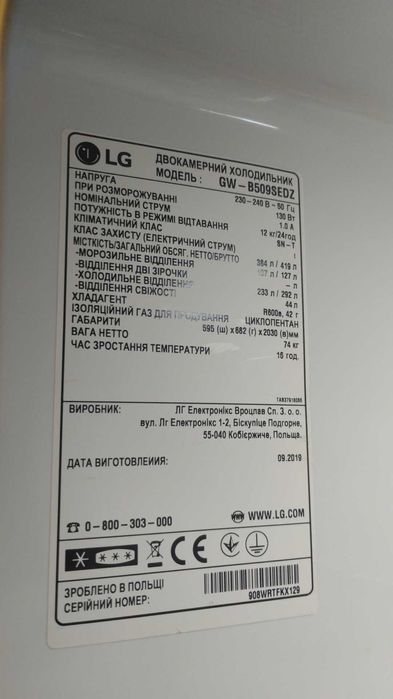 LG
ДВОКАМЕРНИЙ ХОЛОДИЛЬНИК
МОДЕЛЬ : GW-B509SEDZ
НАПРУГА 230-240 В ~ 50 Гц
ПРИ РОЗМОРОЖУВАННІ 130 Вт
НОМІНАЛЬНИЙ СТРУМ 1.0 А
ПОТУЖНІСТЬ В РЕЖИМІ ВІДТАВАННЯ 12 кг/24год
КЛІМАТИЧНИЙ КЛАС SN-T
КЛАС ЗАХИСТУ (ЕЛЕКТРИЧНИЙ СТРУМ) I
МІСТКІСТЬ/ЗАГАЛЬНИЙ ОБСЯГ. НЕТТО/БРУТТО 384 л / 419 л
-МОРОЗИЛЬНЕ ВІДДІЛЕННЯ 107 л / 127 л
-ВІДДІЛЕННЯ ДВІ ЗІРОЧКИ - л
-ХОЛОДИЛЬНЕ ВІДДІЛЕННЯ 233 л / 292 л
-ВІДДІЛЕННЯ СВІЖОСТІ 44 л
ХЛАДАГЕНТ R600a, 42 г
ІЗОЛЯЦІЙНИЙ ГАЗ ДЛЯ ПРОДУВАННЯ ЦИКЛОПЕНТАН
ГАБАРИТИ 595 (ш) x 682 (г) x 2030 (в)мм
ВАГА НЕТТО 74 кг
ЧАС ЗРОСТАННЯ ТЕМПЕРАТУРИ 16 год.
ВИРОБНИК: ЛГ Електронікс Вроцлав Сп. З. о. о.
вул. Лг Електронікс 1-2, Біскупіце Подгорне,
55-040 Кобієржиче, Польща.
ДАТА ВИГОТОВЛЕИИЯ 09.2019
0-800-303-000 WWW.LG.COM
CE
ЗРОБЛЕНО В ПОЛЬЩІ
СЕРІЙНИЙ НОМЕР: 908WRTFKX129